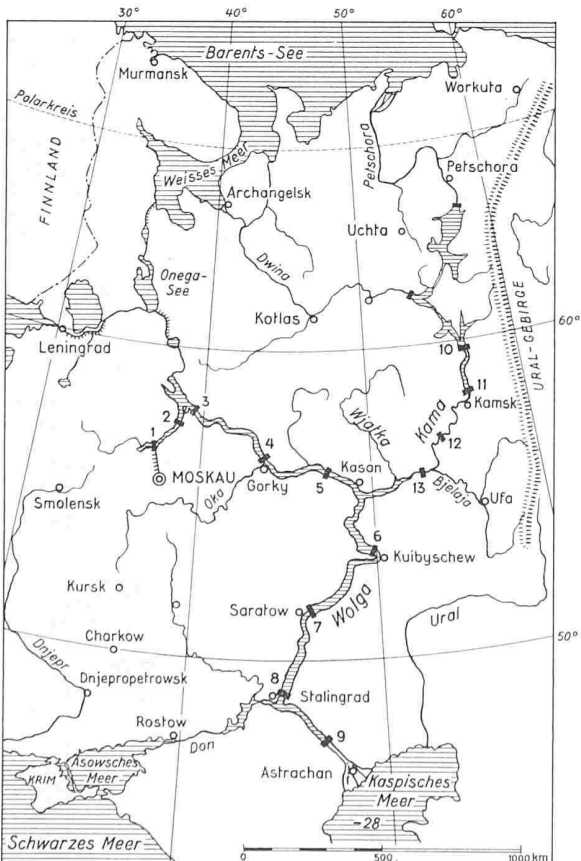 30° 40° 50° 60°
Barents-See
Murmansk
Workuta
Polarkreis
Petschora
FINNLAND
Weisses Meer
Petschora
Archangelsk
Uchta
Dwina
Onega-
See
URAL-GEBIRGE
Kotlas
60°
Leningrad
10
11
3
Kamsk
2
Wjatka
Kama
1
12
4
MOSKAU
Kasan
13
Gorky
5
Bjelaja
Smolensk
Oka
Ufa
6
Kuibyschew
Kursk
Wolga
Saratow
7
Ural
50°
Charkow
Dnjepr
Dnjepropetrowsk
8
Stalingrad
Rostow
Don
9
Asowsches
Meer
Astrachan
KRIM
Kaspisches
Meer
-28
Schwarzes Meer
0 500 1000 km